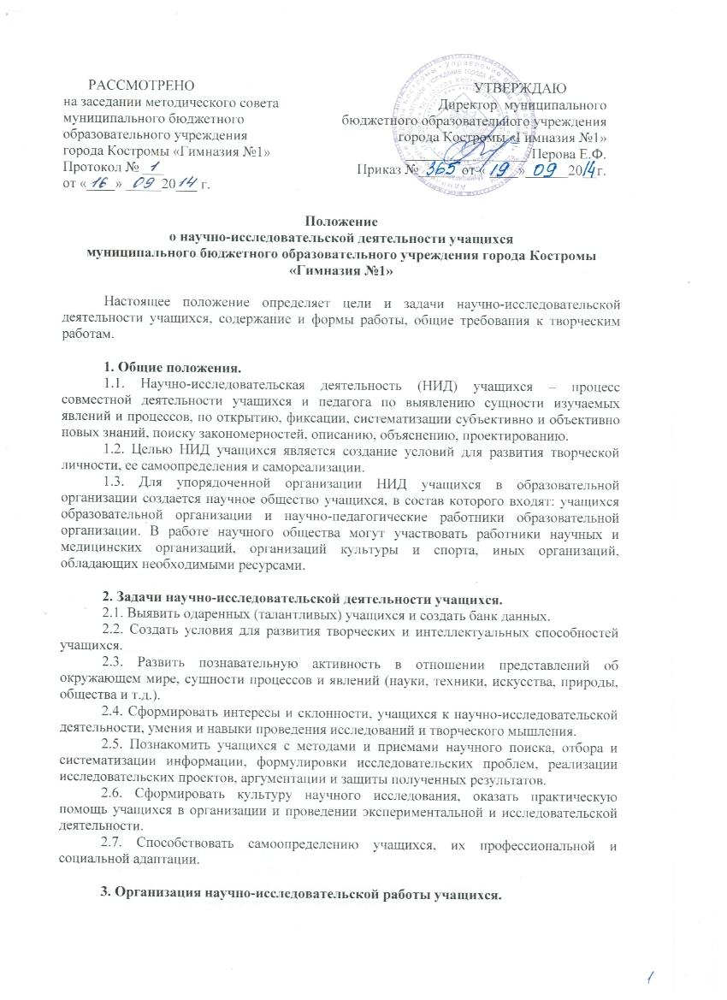 РАССМОТРЕНО
на заседании методического совета
муниципального бюджетного
образовательного учреждения
города Костромы «Гимназия №1»
Протокол № 1
от «16» 09 2014 г.
УТВЕРЖДАЮ
Директор муниципального
бюджетного образовательного учреждения
города Костромы «Гимназия №1»
/Перова Е.Ф.
Приказ № 365 от «19» 09 2014 г.
Положение
о научно-исследовательской деятельности учащихся
муниципального бюджетного образовательного учреждения города Костромы
«Гимназия №1»
Настоящее положение определяет цели и задачи научно-исследовательской
деятельности учащихся, содержание и формы работы, общие требования к творческим
работам.
1. Общие положения.
1.1. Научно-исследовательская деятельность (НИД) учащихся – процесс
совместной деятельности учащихся и педагога по выявлению сущности изучаемых
явлений и процессов, по открытию, фиксации, систематизации субъективно и объективно
новых знаний, поиску закономерностей, описанию, объяснению, проектированию.
1.2. Целью НИД учащихся является создание условий для развития творческой
личности, ее самоопределения и самореализации.
1.3. Для упорядоченной организации НИД учащихся в образовательной
организации создается научное общество учащихся, в состав которого входят: учащихся
образовательной организации и научно-педагогические работники образовательной
организации. В работе научного общества могут участвовать работники научных и
медицинских организаций, организаций культуры и спорта, иных организаций,
обладающих необходимыми ресурсами.
2. Задачи научно-исследовательской деятельности учащихся.
2.1. Выявить одаренных (талантливых) учащихся и создать банк данных.
2.2. Создать условия для развития творческих и интеллектуальных способностей
учащихся.
2.3. Развить познавательную активность в отношении представлений об
окружающем мире, сущности процессов и явлений (науки, техники, искусства, природы,
общества и т.д.).
2.4. Сформировать интересы и склонности, учащихся к научно-исследовательской
деятельности, умения и навыки проведения исследований и творческого мышления.
2.5. Познакомить учащихся с методами и приемами научного поиска, отбора и
систематизации информации, формулировки исследовательских проблем, реализации
исследовательских проектов, аргументации и защиты полученных результатов.
2.6. Сформировать культуру научного исследования, оказать практическую
помощь учащихся в организации и проведении экспериментальной и исследовательской
деятельности.
2.7. Способствовать самоопределению учащихся, их профессиональной и
социальной адаптации.
3. Организация научно-исследовательской работы учащихся.
1